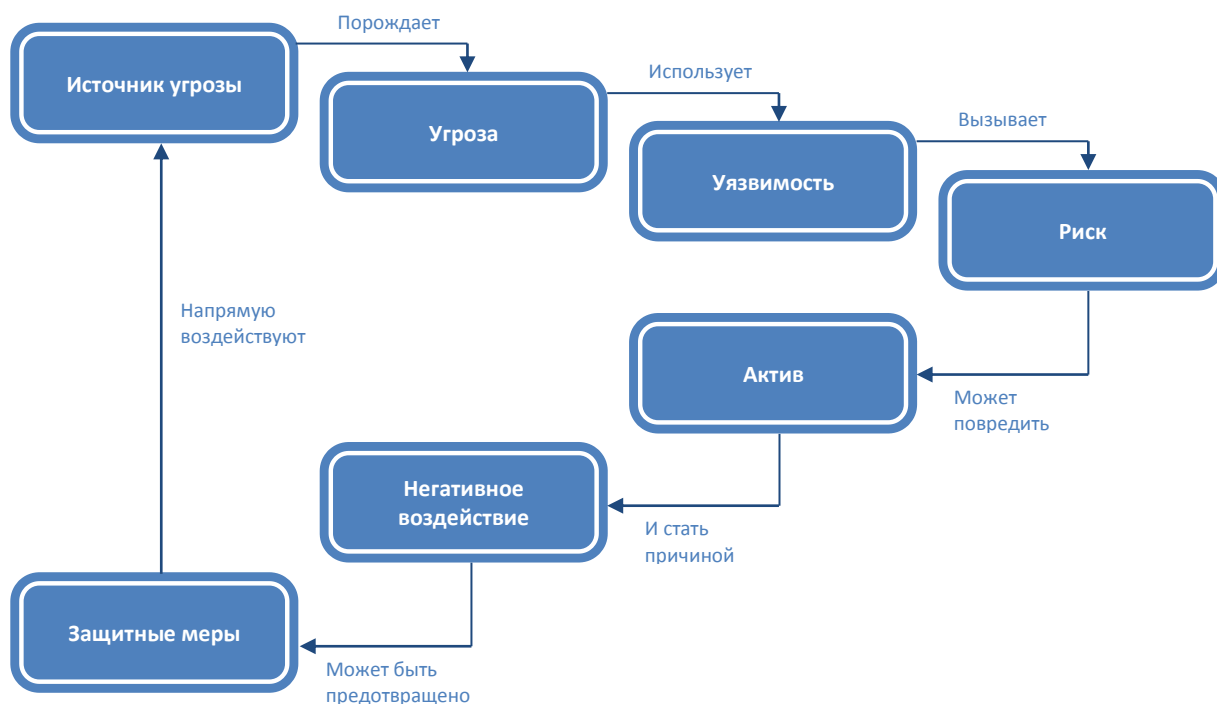 Порождает
Источник угрозы
Использует
Угроза
Вызывает
Уязвимость
Риск
Напрямую
воздействуют
Актив
Может
повредить
Негативное
воздействие
И стать
причиной
Защитные меры
Может быть
предотвращено